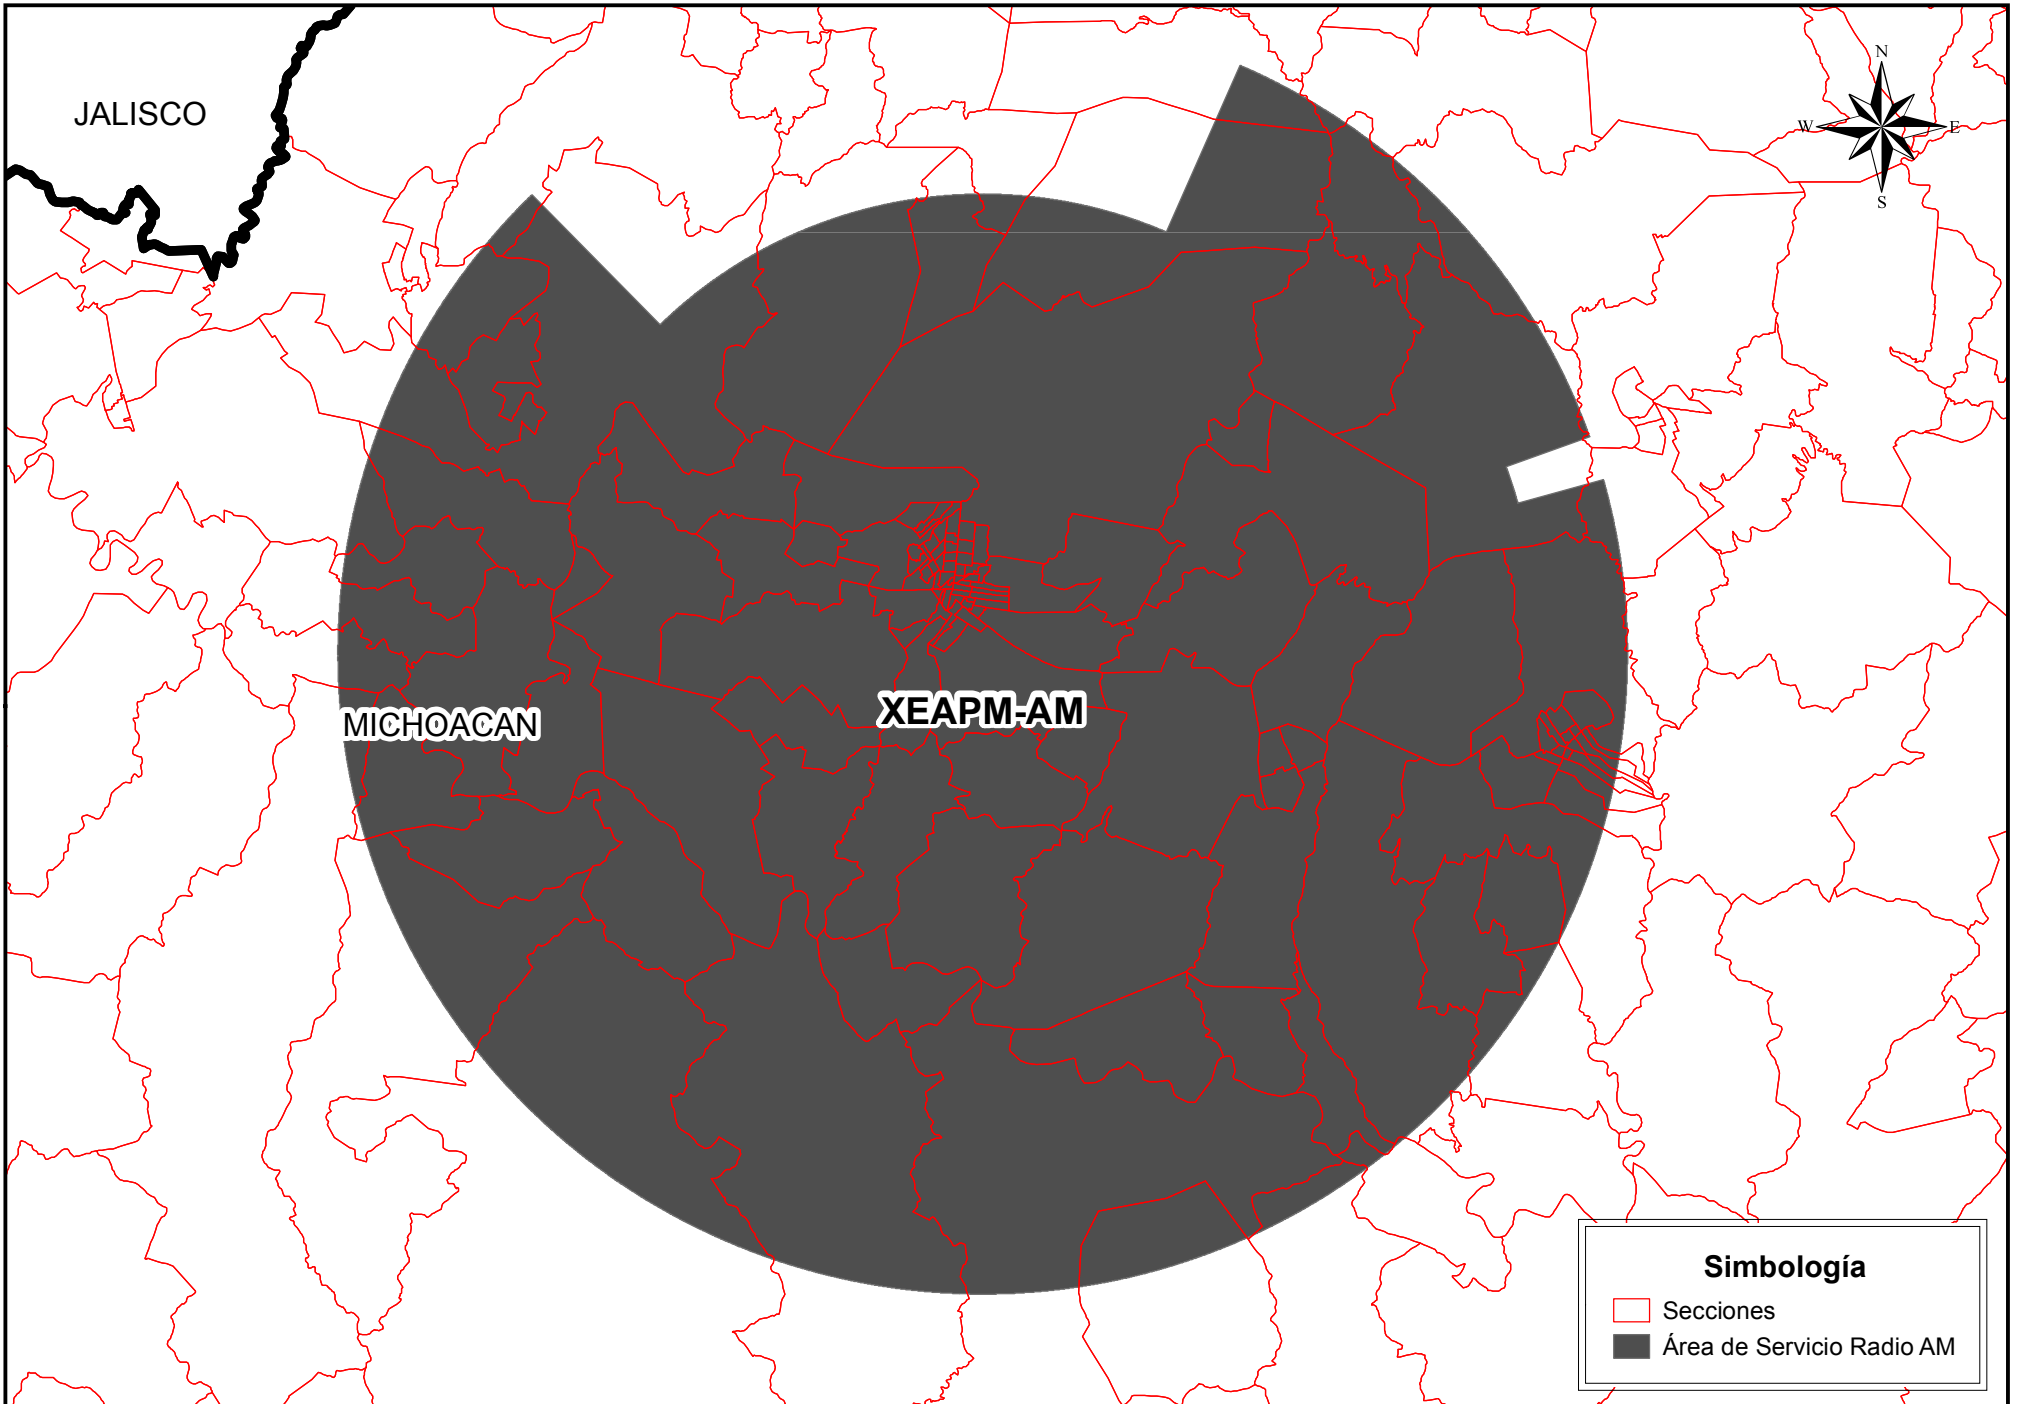 JALISCO
N
W
E
S
MICHOACAN
XEAPM-AM
Simbología
Secciones
Área de Servicio Radio AM